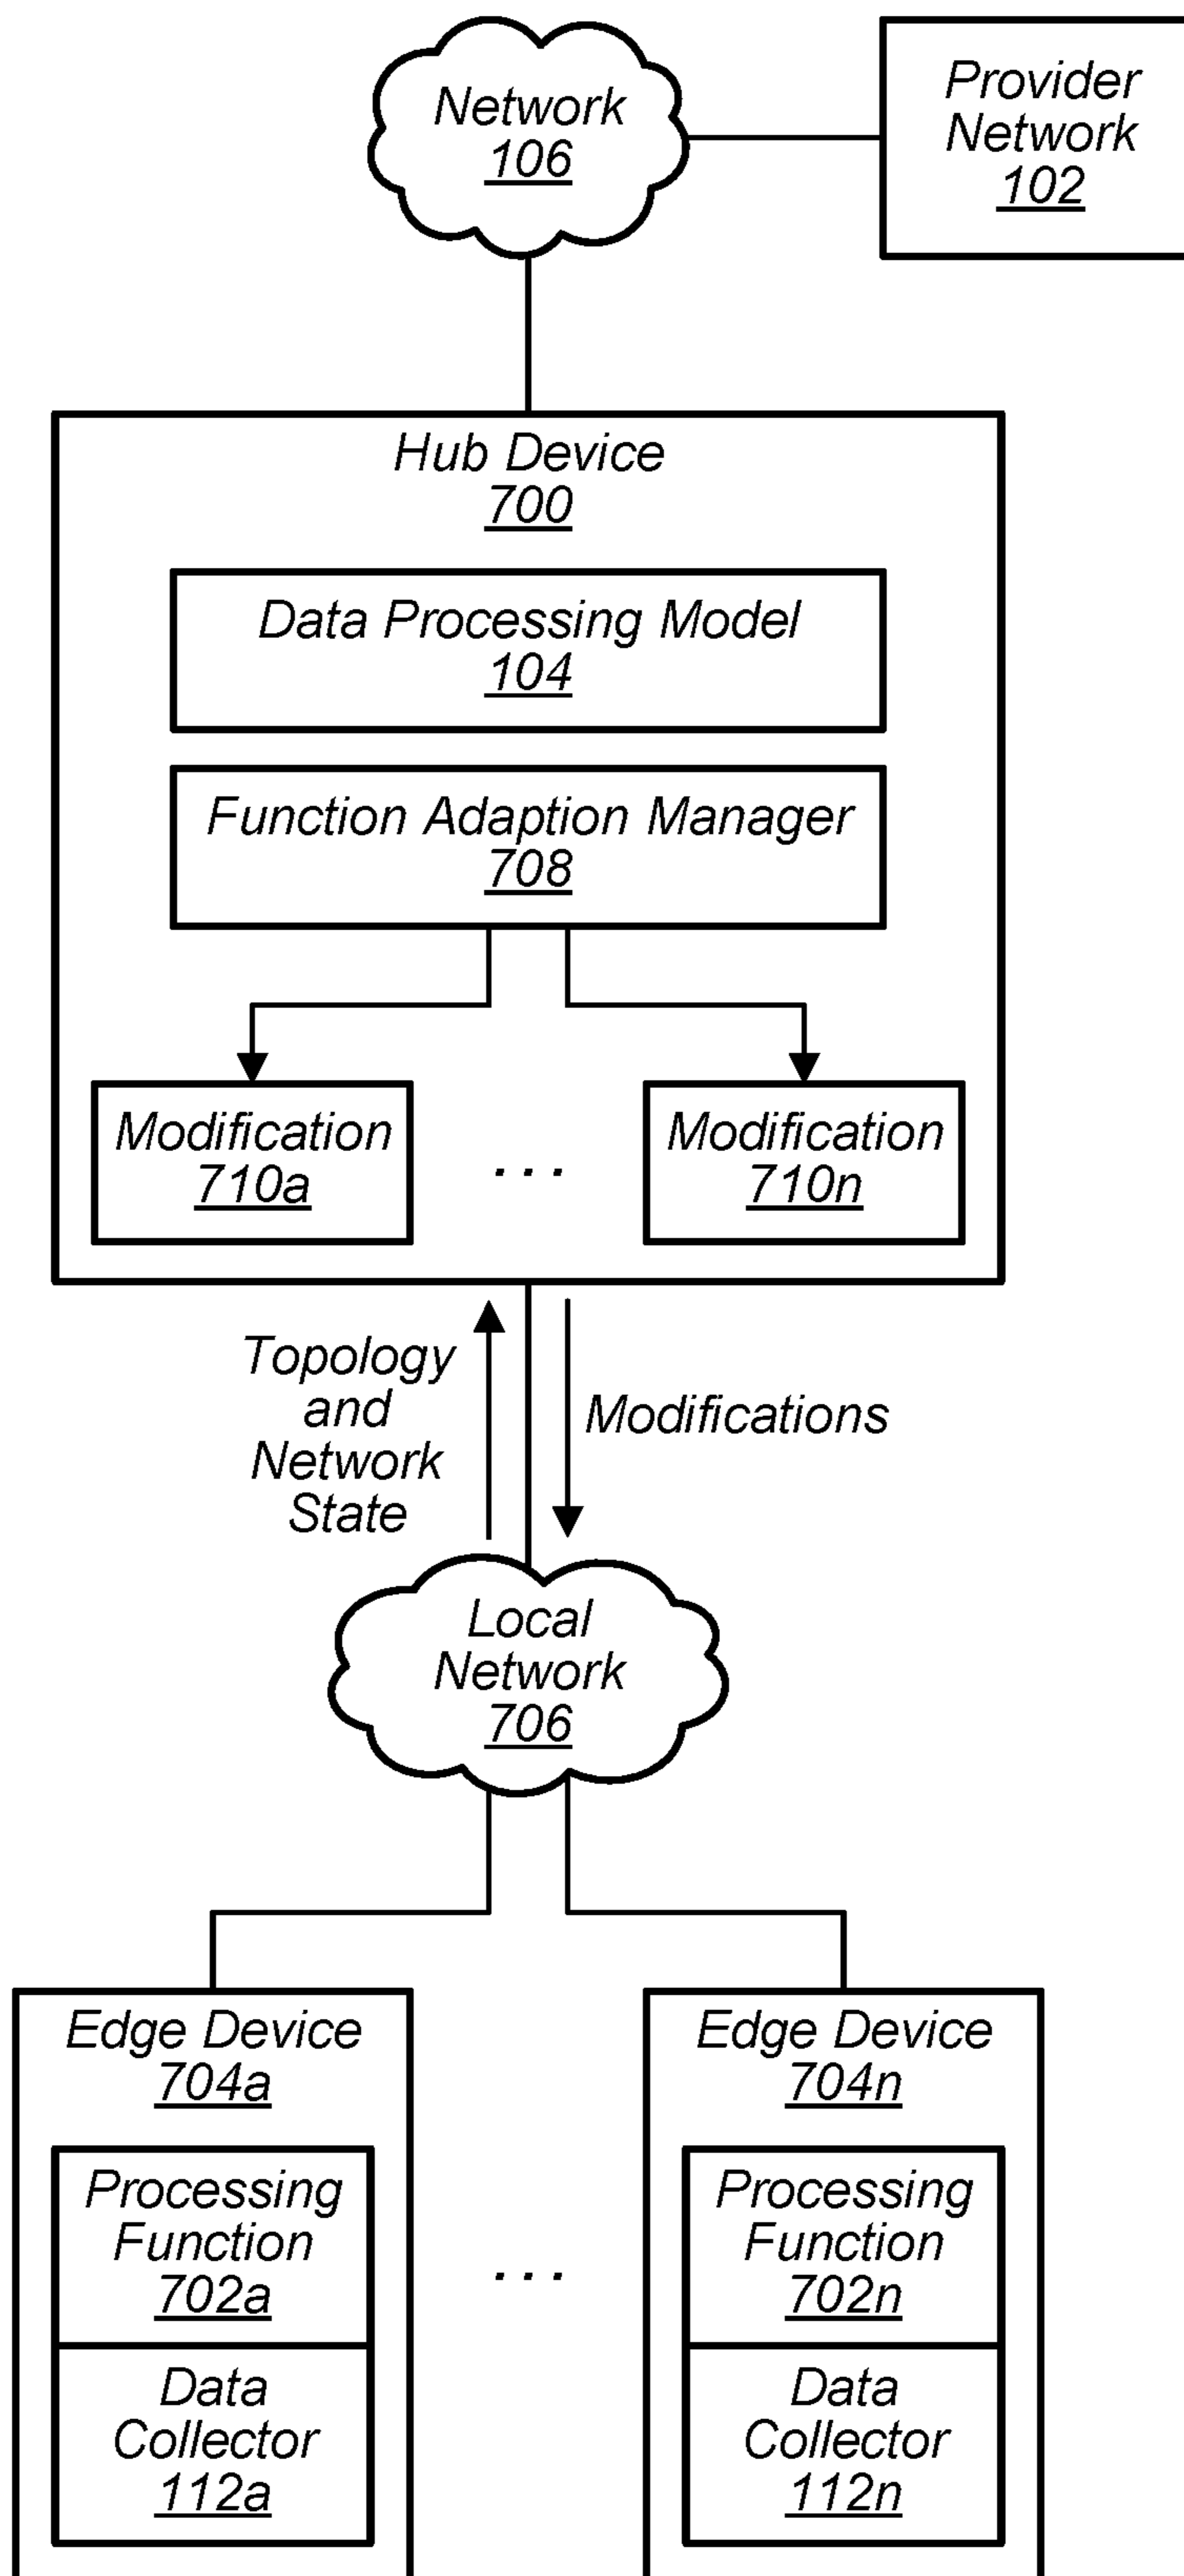 Network
106
Provider
Network
102
Hub Device
700
Data Processing Model
104
Function Adaption Manager
708
Modification
710a
...
Modification
710n
Topology
and
Network
State
Modifications
Local
Network
706
Edge Device
704a
Processing
Function
702a
Data
Collector
112a
...
Edge Device
704n
Processing
Function
702n
Data
Collector
112n